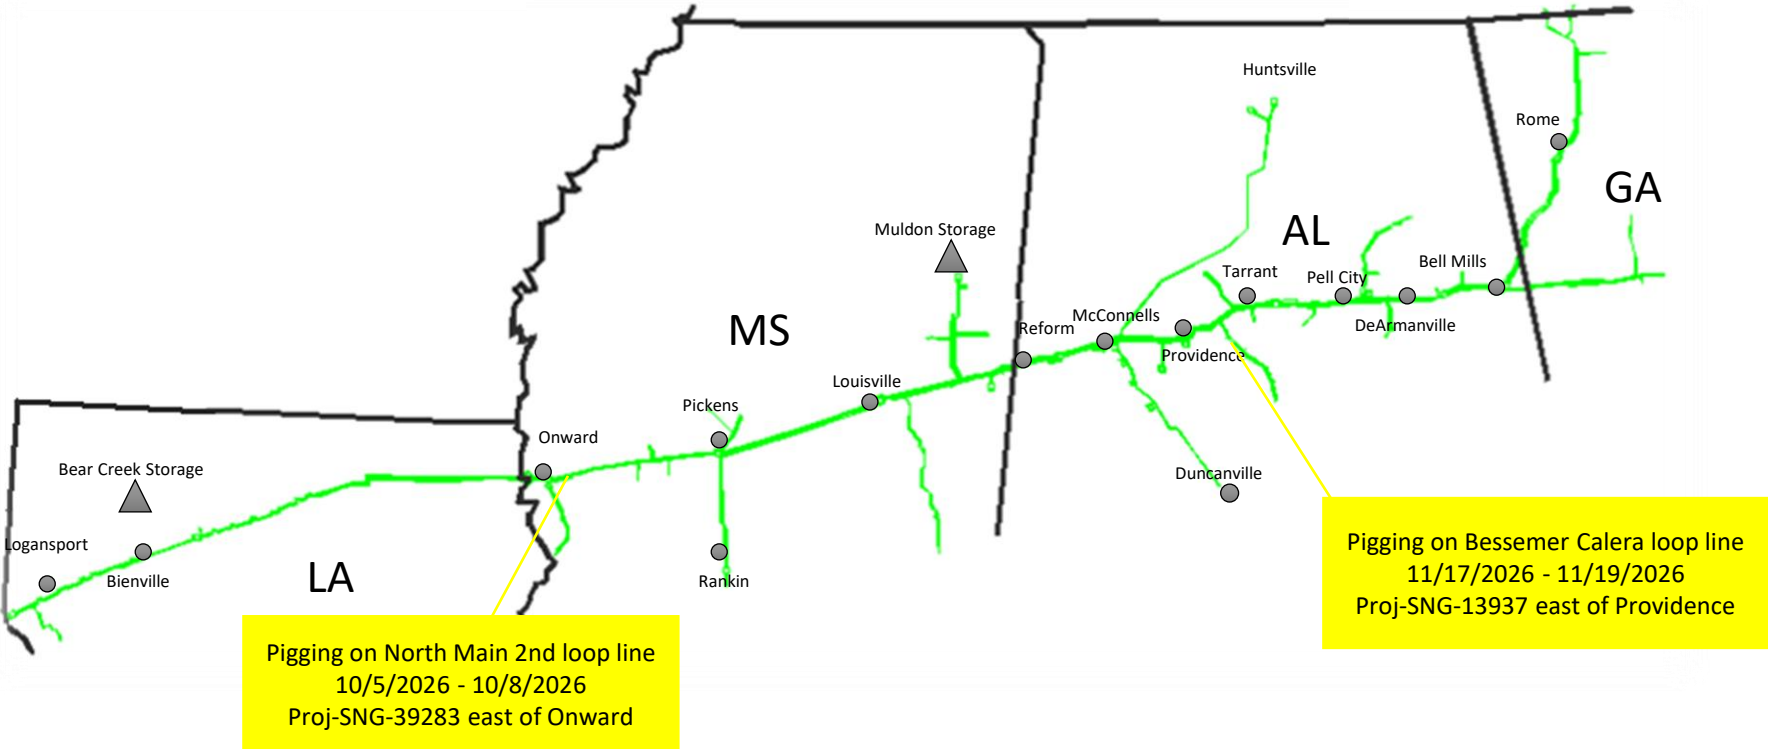 Huntsville
Rome
GA
Muldon Storage
AL
Tarrant
Pell City
Bell Mills
MS
Reform
McConnells
DeArmanville
Providence
Louisville
Pickens
Onward
Bear Creek Storage
Duncanville
Logansport
Bienville
LA
Rankin
Pigging on Bessemer Calera loop line
11/17/2026 - 11/19/2026
Proj-SNG-13937 east of Providence
Pigging on North Main 2nd loop line
10/5/2026 - 10/8/2026
Proj-SNG-39283 east of Onward